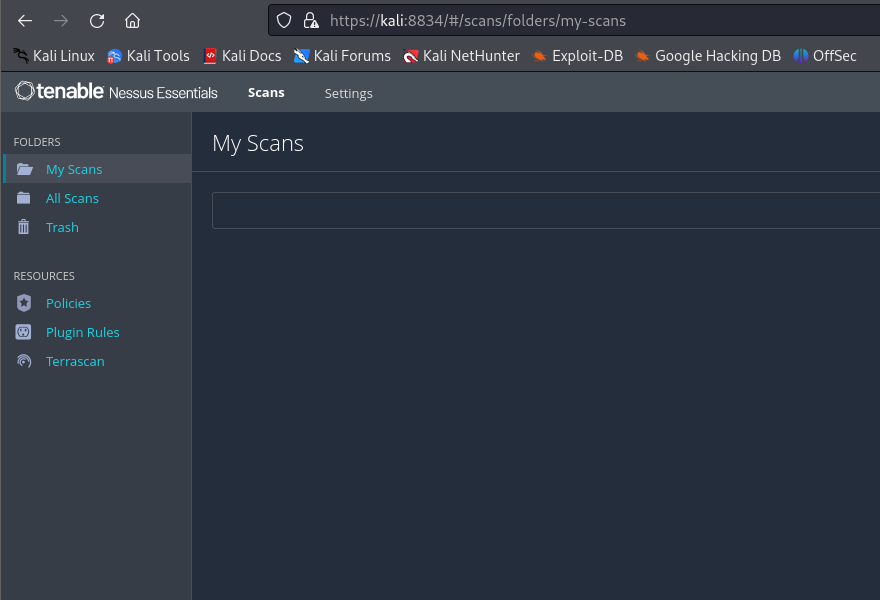 https://kali:8834/#/scans/folders/my-scans
Kali Linux Kali Tools Kali Docs Kali Forums Kali NetHunter Exploit-DB Google Hacking DB OffSec
tenable Nessus Essentials Scans Settings
FOLDERS
My Scans
All Scans
Trash
RESOURCES
Policies
Plugin Rules
Terrascan
My Scans